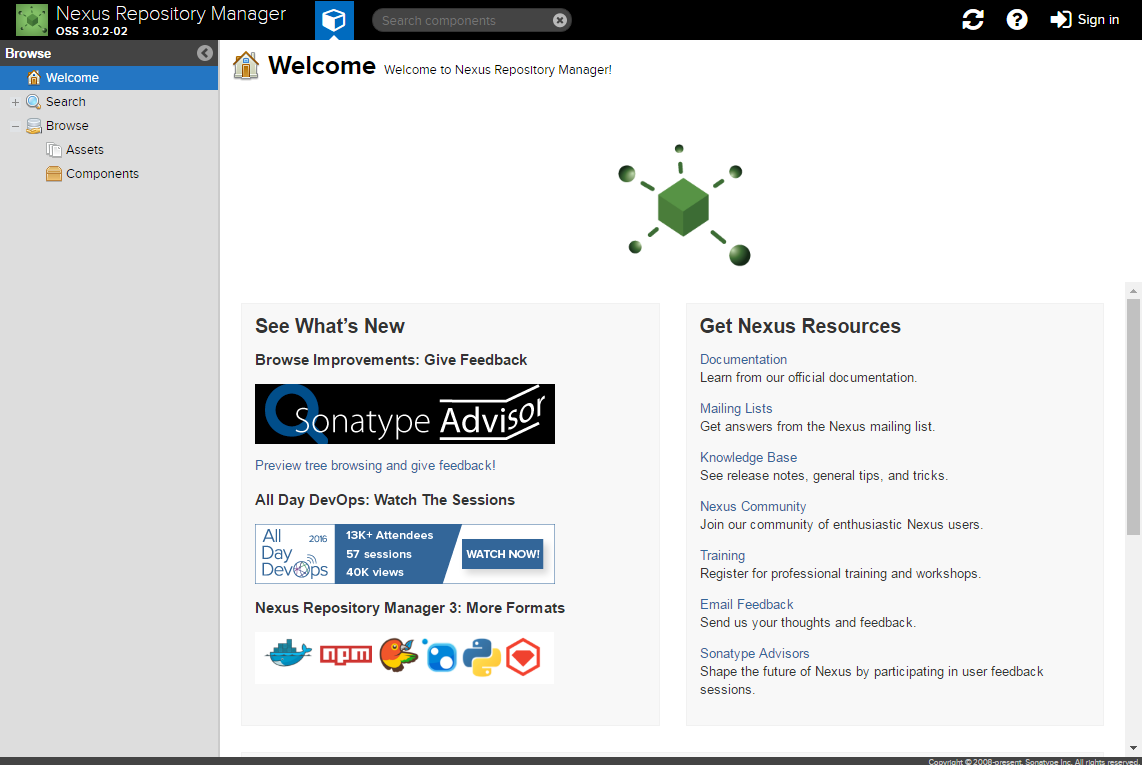 Nexus Repository Manager
OSS 3.0.2-02
Search components
Sign in
Browse
Welcome
Search
Browse
Assets
Components
Welcome Welcome to Nexus Repository Manager!
See What’s New
Browse Improvements: Give Feedback
Sonatype Advisor
Preview tree browsing and give feedback!
All Day DevOps: Watch The Sessions
All
Day
DevOps
2016
13K+ Attendees
57 sessions
40K views
WATCH NOW!
Nexus Repository Manager 3: More Formats
npm
Get Nexus Resources
Documentation
Learn from our official documentation.
Mailing Lists
Get answers from the Nexus mailing list.
Knowledge Base
See release notes, general tips, and tricks.
Nexus Community
Join our community of enthusiastic Nexus users.
Training
Register for professional training and workshops.
Email Feedback
Send us your thoughts and feedback.
Sonatype Advisors
Shape the future of Nexus by participating in user feedback
sessions.
Copyright © 2008-present, Sonatype Inc. All rights reserved.